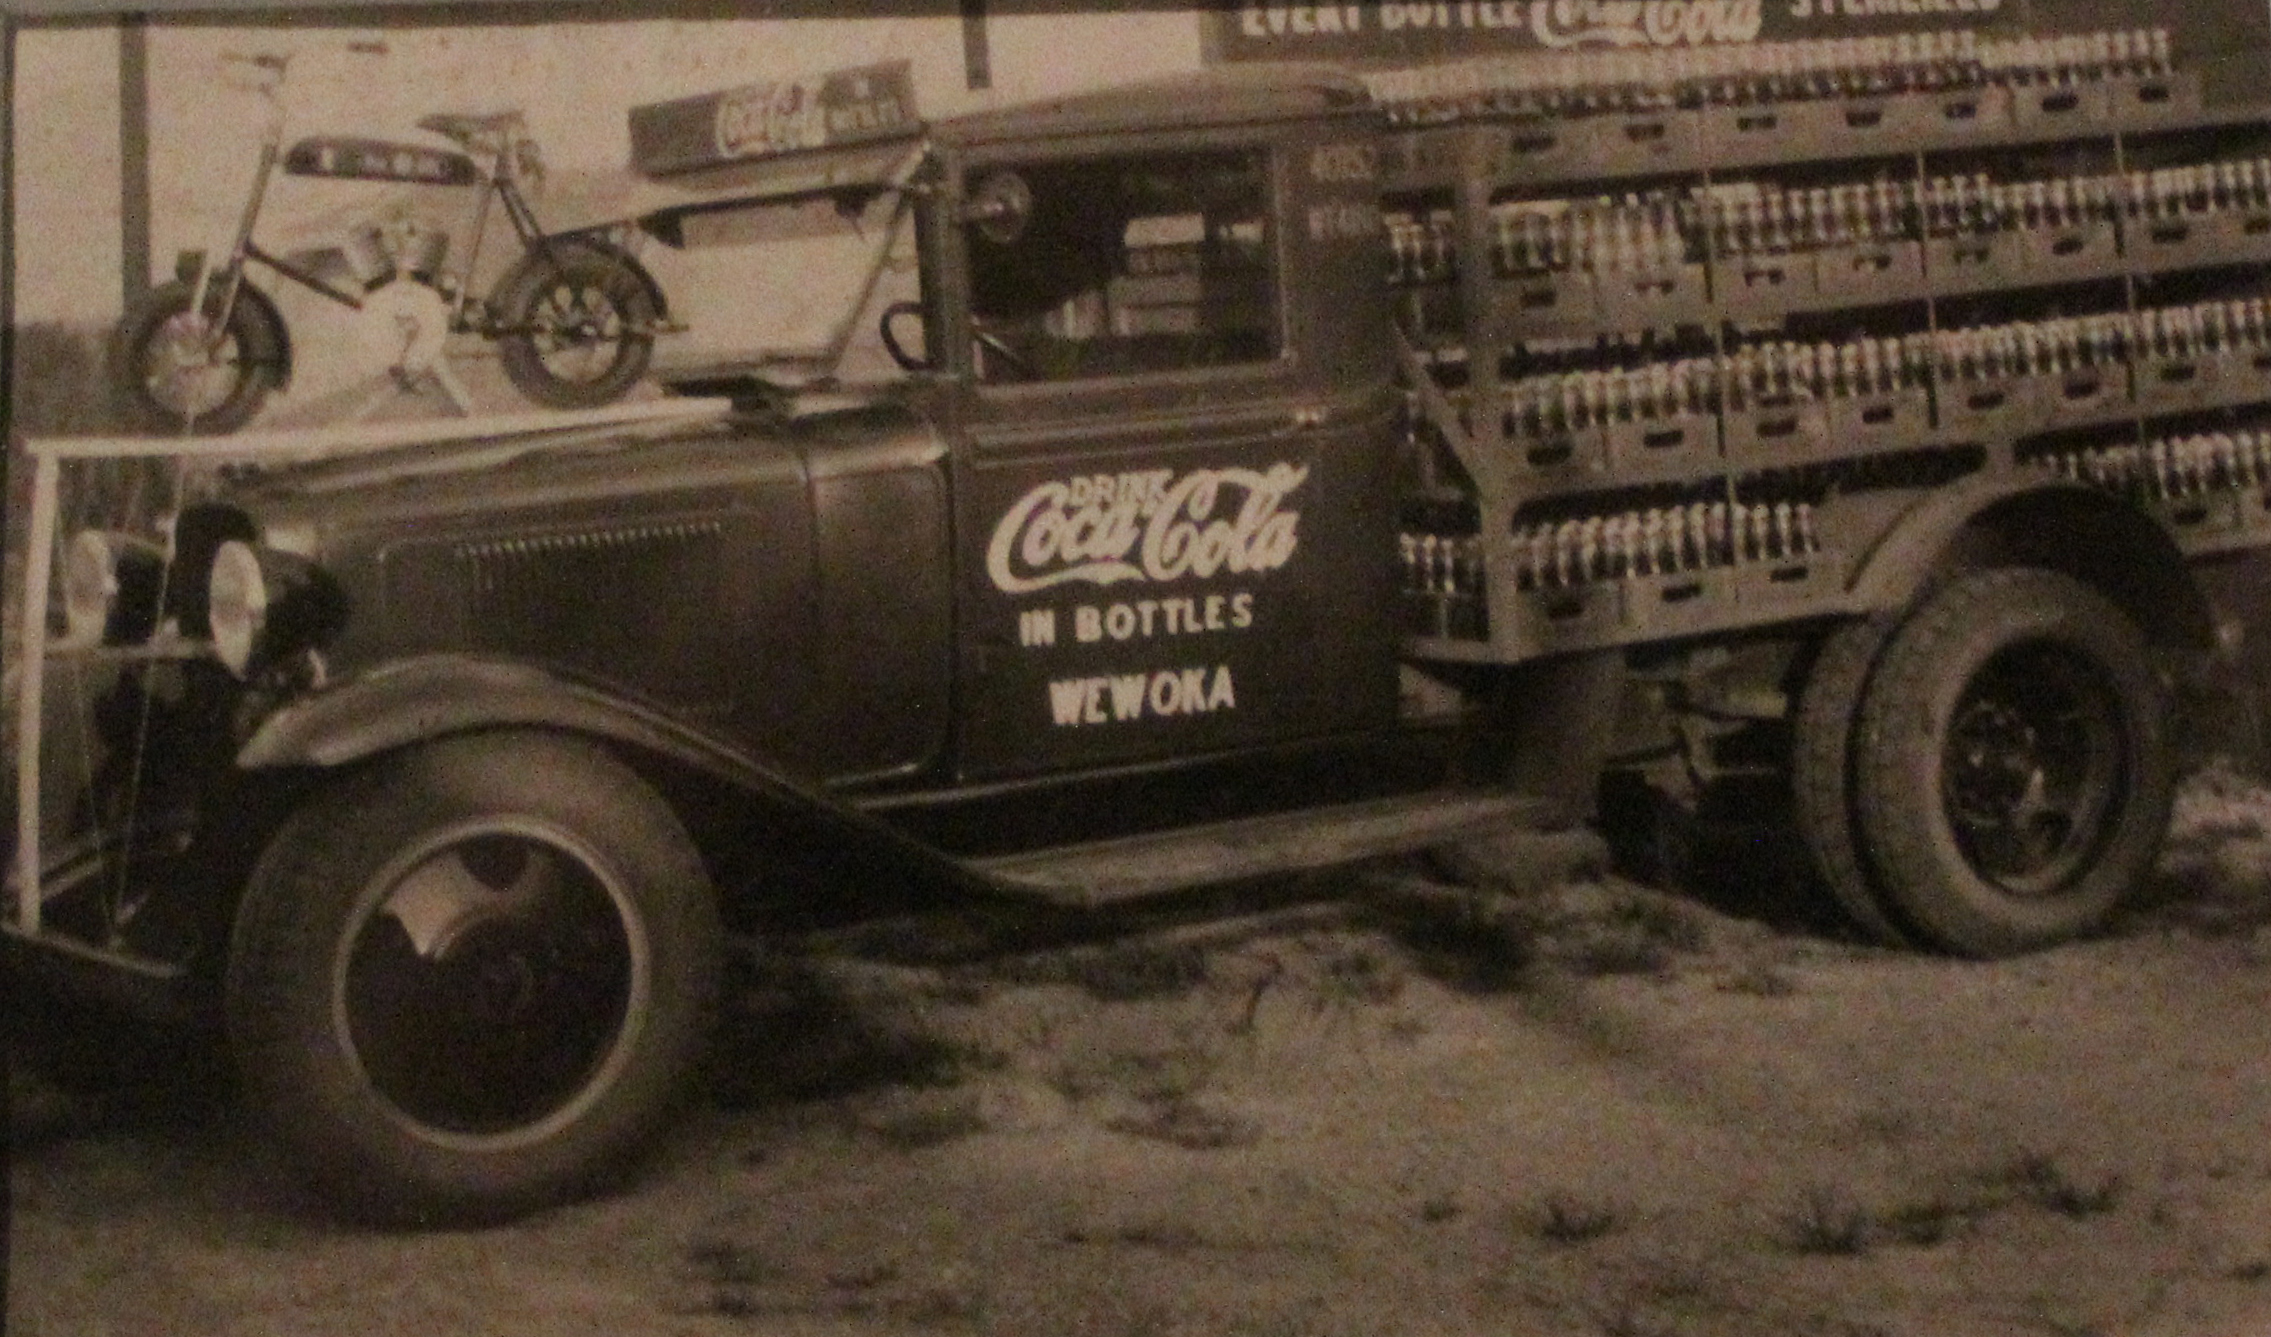 EVERY BOTTLE Coca-Cola STERILIZED
Coca-Cola
DRINK
Coca-Cola
IN BOTTLES
WEWOKA